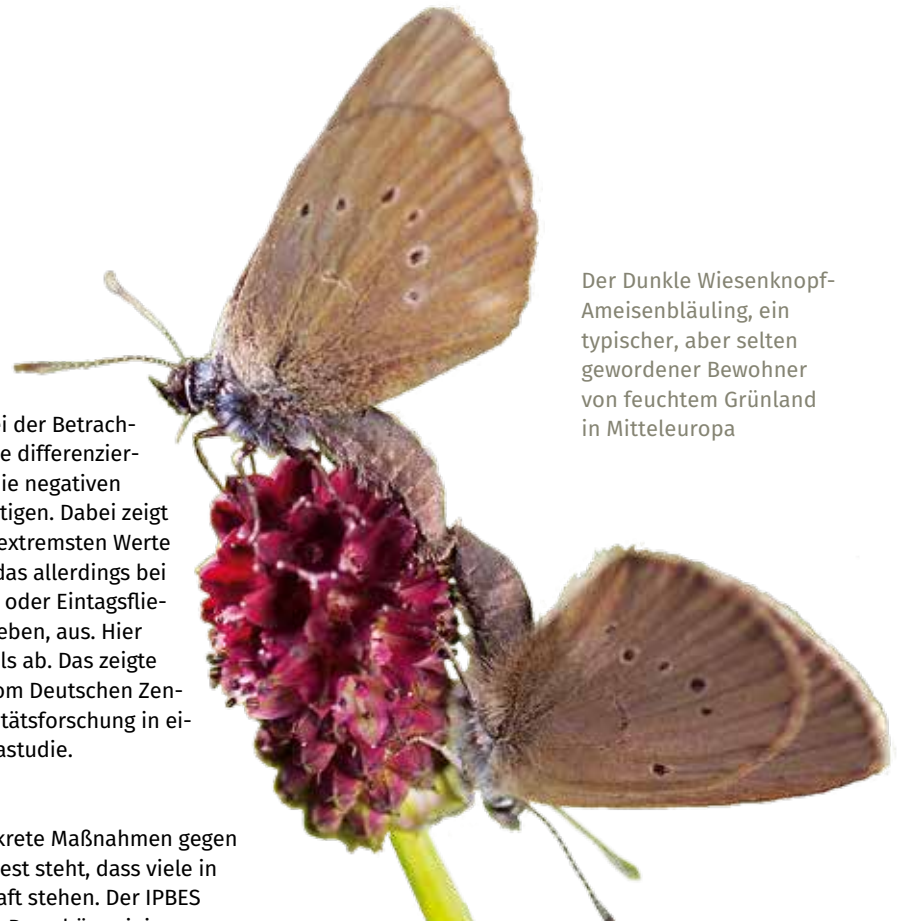 Der Dunkle Wiesenknopf-
Ameisenbläuling, ein
typischer, aber selten
gewordener Bewohner
von feuchtem Grünland
in Mitteleuropa
ei der Betrach-
e differenzier-
ie negativen
tigen. Dabei zeigt
extremsten Werte
das allerdings bei
oder Eintagsflie-
eben, aus. Hier
ls ab. Das zeigte
om Deutschen Zen-
tätsforschung in ei-
astudie.
krete Maßnahmen gegen
est steht, dass viele in
aft stehen. Der IPBES